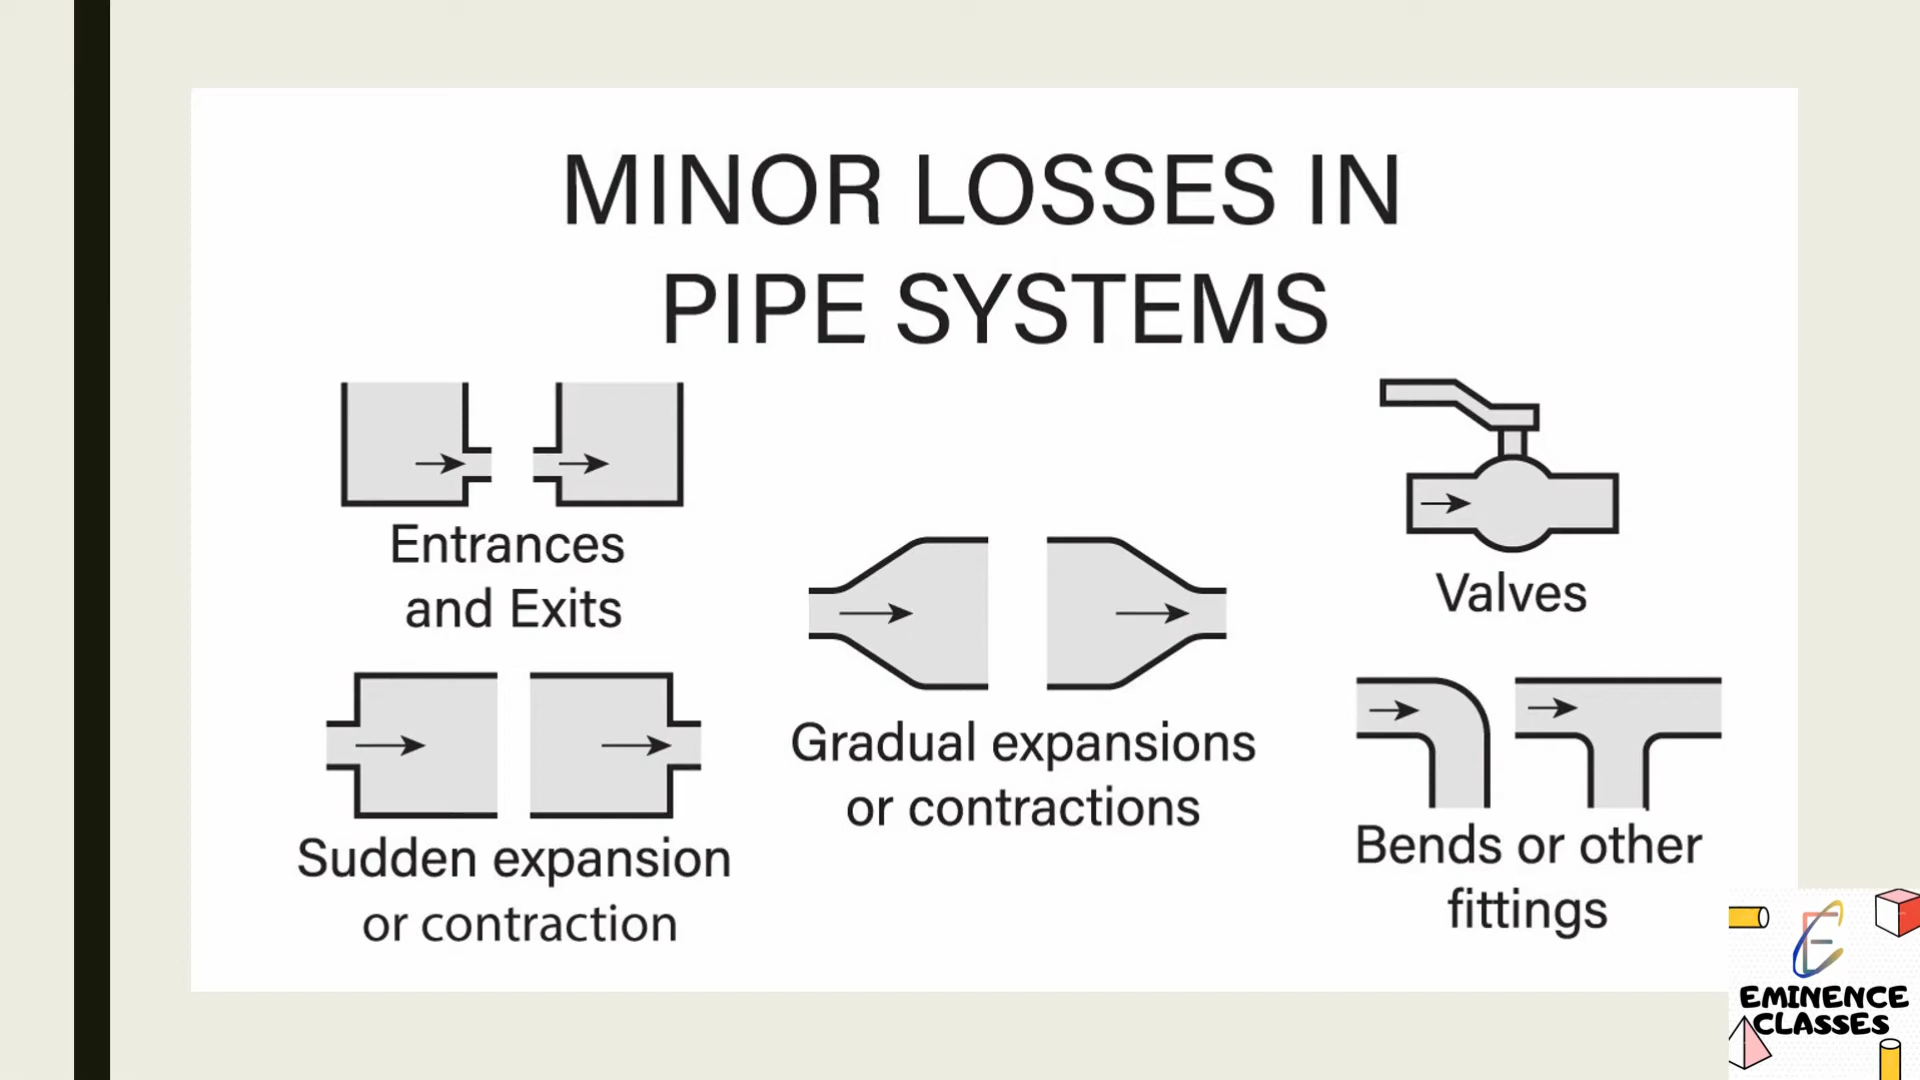 MINOR LOSSES IN
PIPE SYSTEMS
Entrances
and Exits
Sudden expansion
or contraction
Gradual expansions
or contractions
Valves
Bends or other
fittings
E
EMINENCE
CLASSES